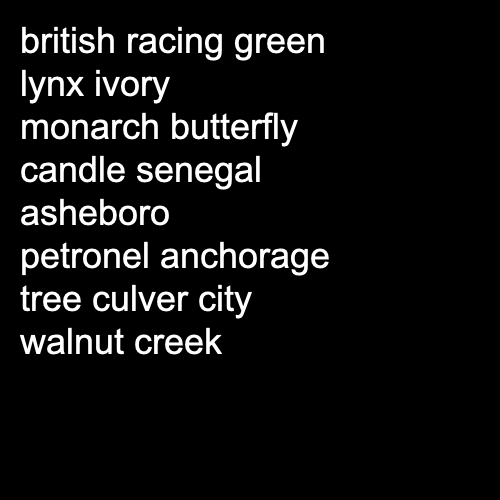 british racing green
lynx ivory
monarch butterfly
candle senegal
asheboro
petronel anchorage
tree culver city
walnut creek